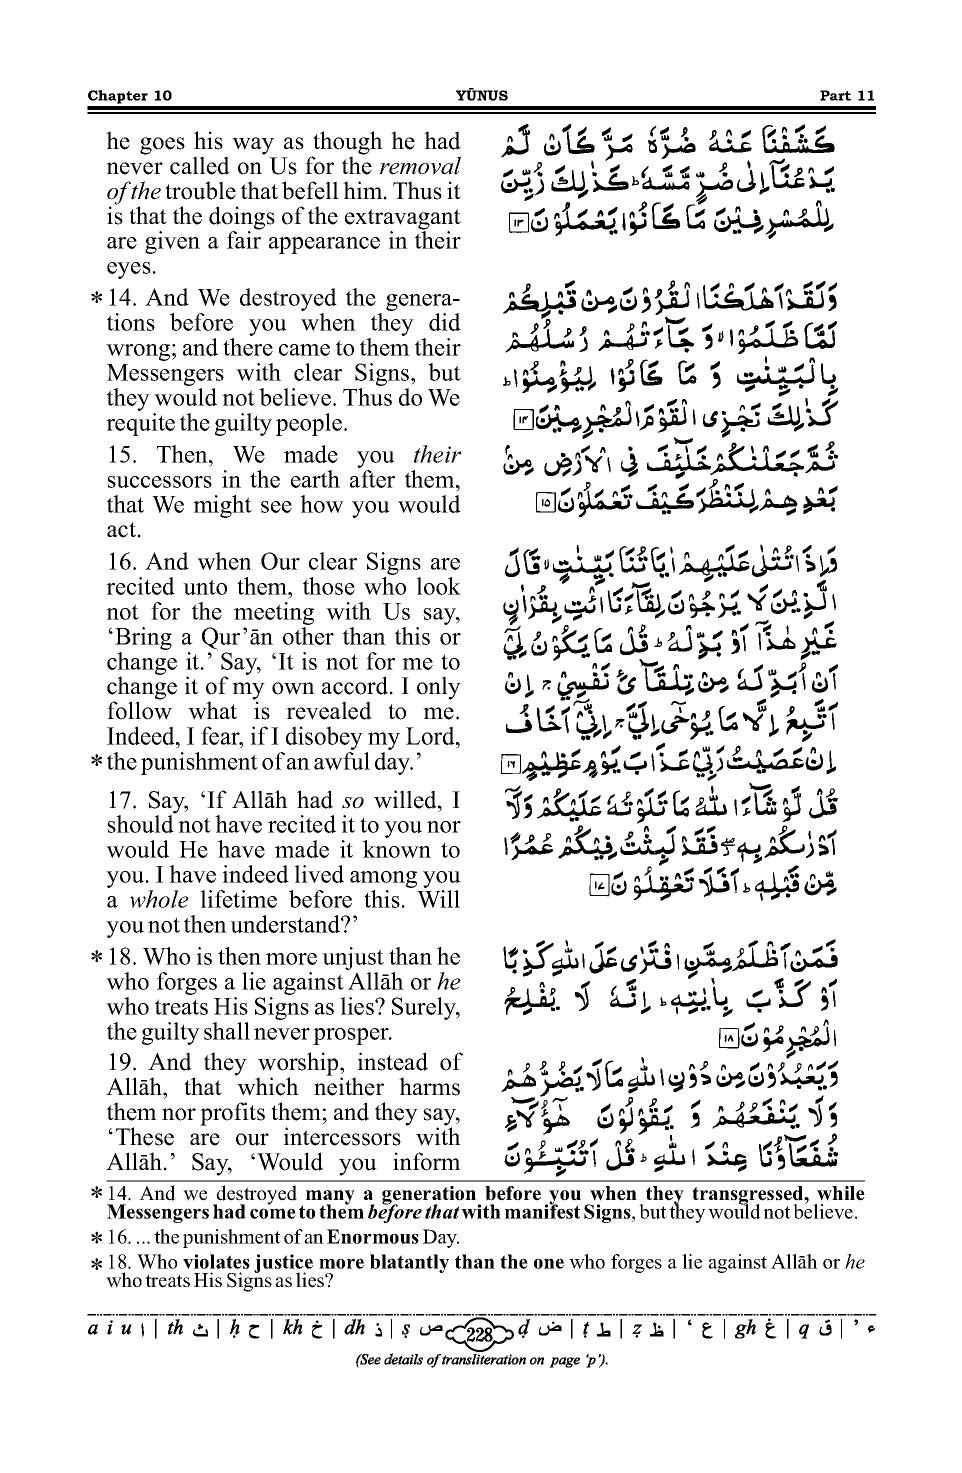 Chapter 10 YŪNUS Part 11
he goes his way as though he had
never called on Us for the removal
of the trouble that befell him. Thus it
is that the doings of the extravagant
are given a fair appearance in their
eyes.
كَشَفْنَا عَنْهُ ضُرَّهٗ مَرَّ كَاَنْ لَّمْ
يَدْعُنَاۤ اِلٰى ضُرٍّ مَّسَّهٗ ؕ كَذٰلِكَ زُيِّنَ
لِلْمُسْرِفِيْنَ مَا كَانُوْا يَعْمَلُوْنَ ۱۳
* 14. And We destroyed the genera-
tions before you when they did
wrong; and there came to them their
Messengers with clear Signs, but
they would not believe. Thus do We
requite the guilty people.
وَلَقَدْ اَهْلَكْنَا الْقُرُوْنَ مِنْ قَبْلِكُمْ
لَمَّا ظَلَمُوْا ۙ وَ جَآءَتْهُمْ رُسُلُهُمْ
بِالْبَيِّنٰتِ وَ مَا كَانُوْا لِيُؤْمِنُوْا ؕ
كَذٰلِكَ نَجْزِى الْقَوْمَ الْمُجْرِمِيْنَ ۱۴
15. Then, We made you their
successors in the earth after them,
that We might see how you would
act.
ثُمَّ جَعَلْنٰكُمْ خَلٰٓئِفَ فِى الْاَرْضِ مِنْۢ
بَعْدِهِمْ لِنَنْظُرَ كَيْفَ تَعْمَلُوْنَ ۱۵
16. And when Our clear Signs are
recited unto them, those who look
not for the meeting with Us say,
‘Bring a Qur’ān other than this or
change it.’ Say, ‘It is not for me to
change it of my own accord. I only
follow what is revealed to me.
Indeed, I fear, if I disobey my Lord,
* the punishment of an awful day.’
وَاِذَا تُتْلٰى عَلَيْهِمْ اٰيَاتُنَا بَيِّنٰتٍ ۙ قَالَ
الَّذِيْنَ لَا يَرْجُوْنَ لِقَآءَنَا ائْتِ بِقُرْاٰنٍ
غَيْرِ هٰذَاۤ اَوْ بَدِّلْهُ ؕ قُلْ مَا يَكُوْنُ لِيْۤ
اَنْ اُبَدِّلَهٗ مِنْ تِلْقَآئِ نَفْسِيْ ۚ اِنْ
اَتَّبِعُ اِلَّا مَا يُوْحٰۤى اِلَيَّ ۚ اِنِّيْۤ اَخَافُ
اِنْ عَصَيْتُ رَبِّيْ عَذَابَ يَوْمٍ عَظِيْمٍ ۱۶
17. Say, ‘If Allāh had so willed, I
should not have recited it to you nor
would He have made it known to
you. I have indeed lived among you
a whole lifetime before this. Will
you not then understand?’
قُلْ لَّوْ شَآءَ اللّٰهُ مَا تَلَوْتُهٗ عَلَيْكُمْ وَلَاۤ
اَدْرٰىكُمْ بِهٖ ۖ فَقَدْ لَبِثْتُ فِيْكُمْ عُمُرًا
مِّنْ قَبْلِهٖ ؕ اَفَلَا تَعْقِلُوْنَ ۱۷
* 18. Who is then more unjust than he
who forges a lie against Allāh or he
who treats His Signs as lies? Surely,
the guilty shall never prosper.
فَمَنْ اَظْلَمُ مِمَّنِ افْتَرٰى عَلَى اللّٰهِ كَذِبًا
اَوْ كَذَّبَ بِاٰيٰتِهٖ ؕ اِنَّهٗ لَا يُفْلِحُ
الْمُجْرِمُوْنَ ۱۸
19. And they worship, instead of
Allāh, that which neither harms
them nor profits them; and they say,
‘These are our intercessors with
Allāh.’ Say, ‘Would you inform
وَيَعْبُدُوْنَ مِنْ دُوْنِ اللّٰهِ مَا لَا يَضُرُّهُمْ
وَلَا يَنْفَعُهُمْ وَ يَقُوْلُوْنَ هٰۤؤُلَآءِ
شُفَعَآؤُنَا عِنْدَ اللّٰهِ ؕ قُلْ اَتُنَبِّـُٔوْنَ
* 14. And we destroyed many a generation before you when they transgressed, while
Messengers had come to them before that with manifest Signs, but they would not believe.
* 16. ... the punishment of an Enormous Day.
* 18. Who violates justice more blatantly than the one who forges a lie against Allāh or he
who treats His Signs as lies?
a i u ا | th ث | ḥ ح | kh خ | dh ذ | ṣ ص 228 ḍ ض | ṭ ط | ẓ ظ | ‘ ع | gh غ | q ق | ’ ء
(See details of transliteration on page ‘p’).